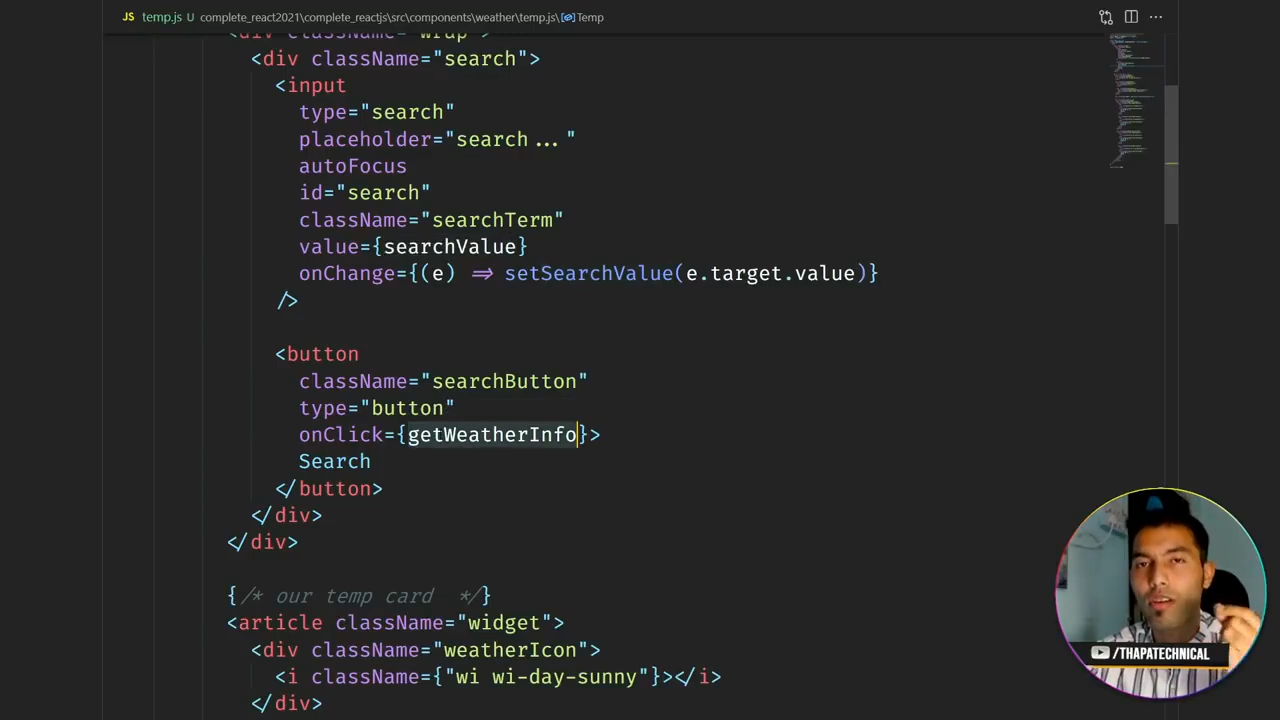 JS temp.js U complete_react2021\complete_reactjs\src\components\weather\temp.js\Temp
<div className="wrap">
<div className="search">
<input
type="search"
placeholder="search..."
autoFocus
id="search"
className="searchTerm"
value={searchValue}
onChange={(e) => setSearchValue(e.target.value)}
/>
<button
className="searchButton"
type="button"
onClick={getWeatherInfo}>
Search
</button>
</div>
</div>
{/* our temp card */}
<article className="widget">
<div className="weatherIcon">
<i className={"wi wi-day-sunny"}></i>
</div>
/THAPATECHNICAL